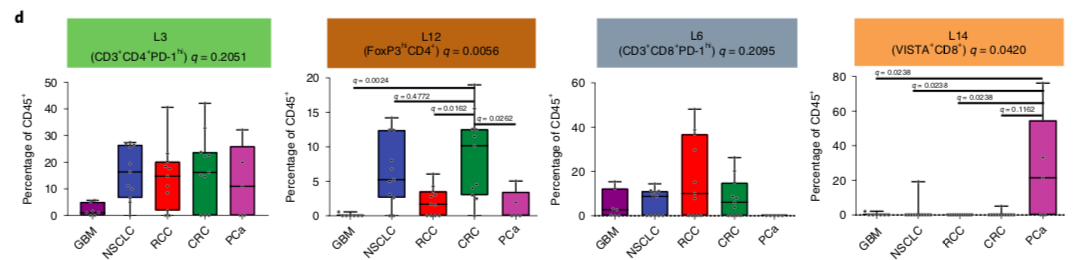 d
L3
(CD3⁺CD4⁺PD-1ʰⁱ) q = 0.2051
Percentage of CD45⁺
50
40
30
20
10
0
GBM
NSCLC
RCC
CRC
PCa
L12
(FoxP3ʰⁱCD4⁺) q = 0.0056
Percentage of CD45⁺
20
15
10
5
0
q = 0.0024
q = 0.4772
q = 0.0162
q = 0.0262
GBM
NSCLC
RCC
CRC
PCa
L6
(CD3⁺CD8⁺PD-1ʰⁱ) q = 0.2095
Percentage of CD45⁺
60
40
20
0
GBM
NSCLC
RCC
CRC
PCa
L14
(VISTA⁺CD8⁺) q = 0.0420
Percentage of CD45⁺
80
60
40
20
0
q = 0.0238
q = 0.0238
q = 0.0238
q = 0.1162
GBM
NSCLC
RCC
CRC
PCa